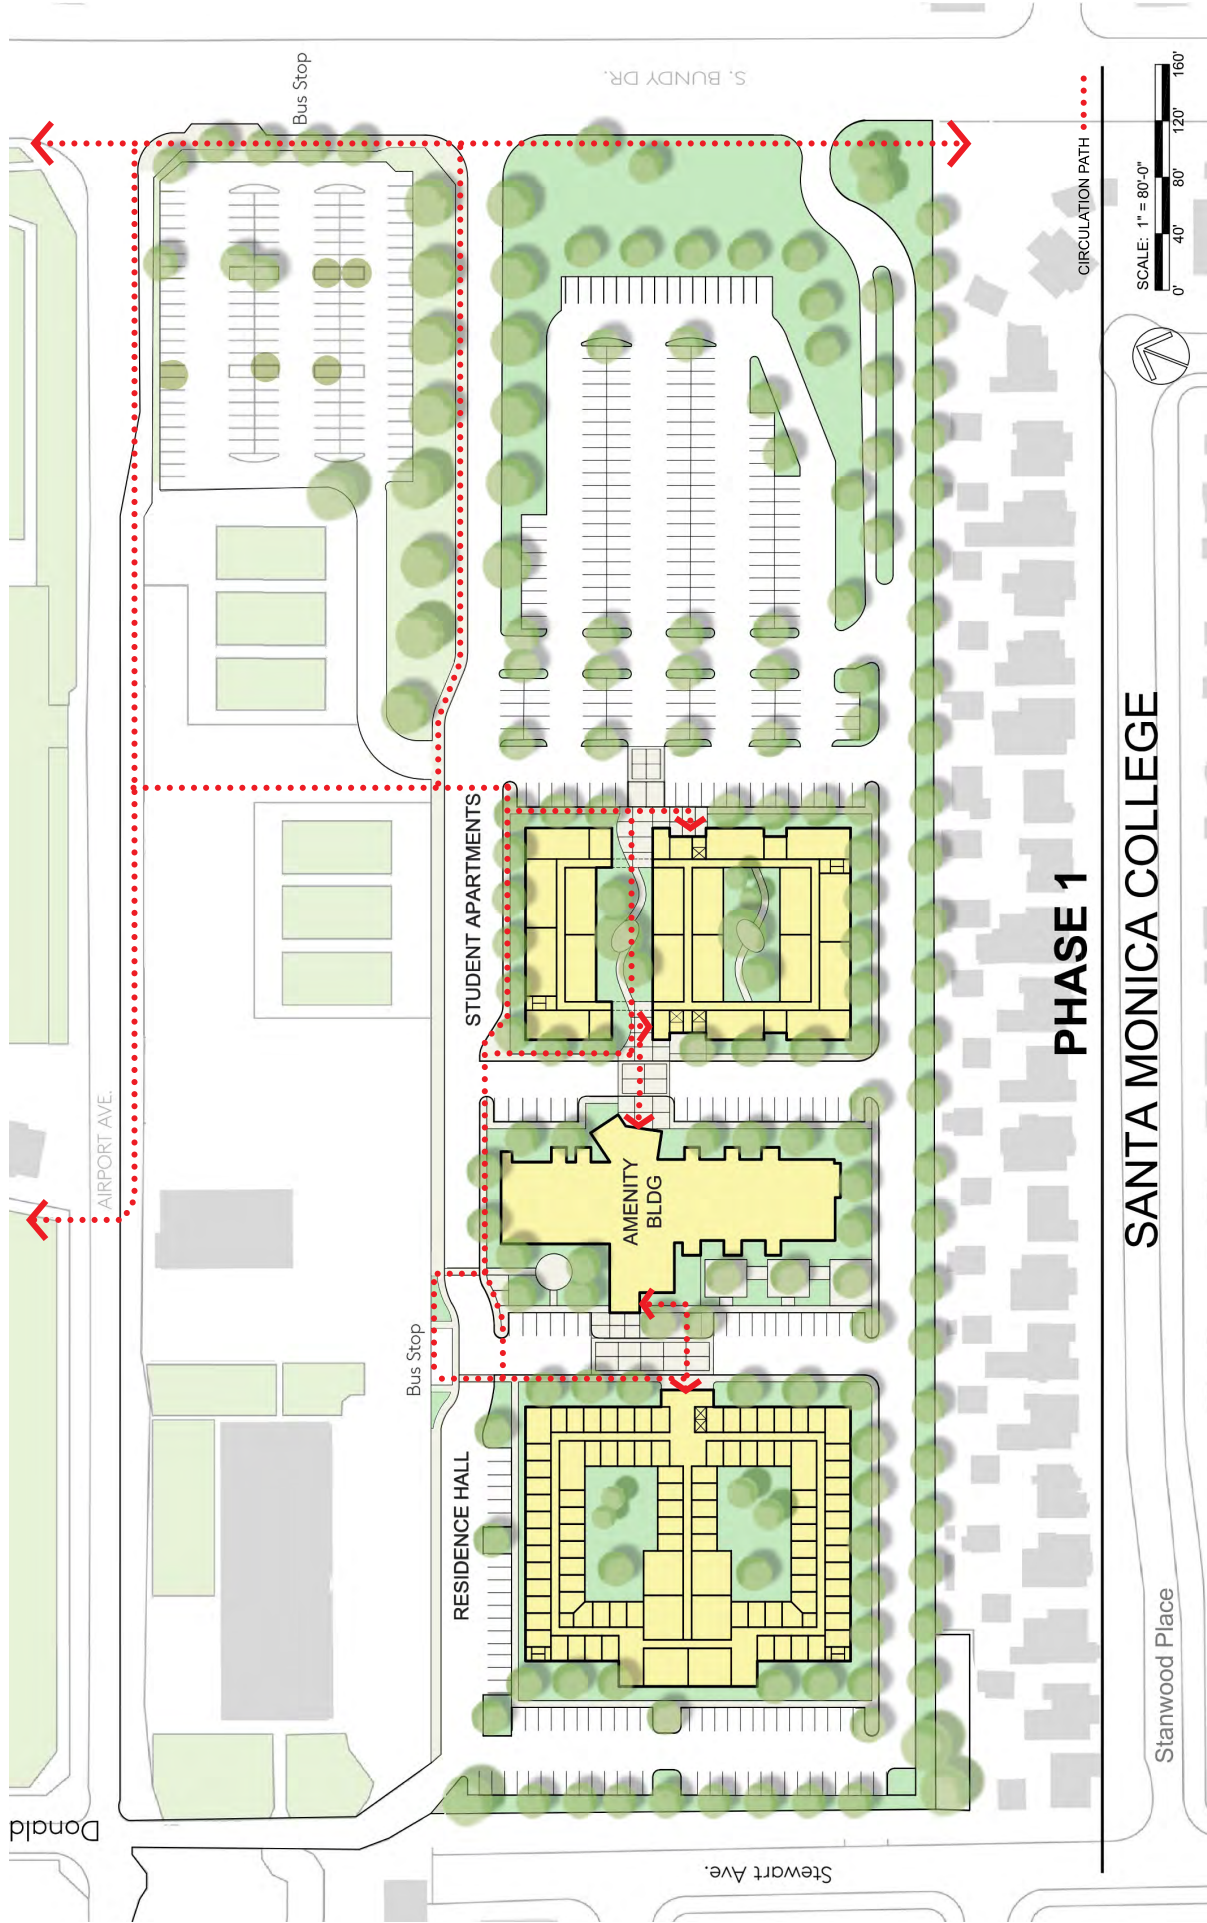 Bus Stop
S. BUNDY DR.
160'
120'
80'
40'
0'
SCALE: 1" = 80'-0"
CIRCULATION PATH
STUDENT APARTMENTS
AIRPORT AVE.
AMENITY
BLDG
Bus Stop
RESIDENCE HALL
PHASE 1
SANTA MONICA COLLEGE
Stanwood Place
Donald
Stewart Ave.